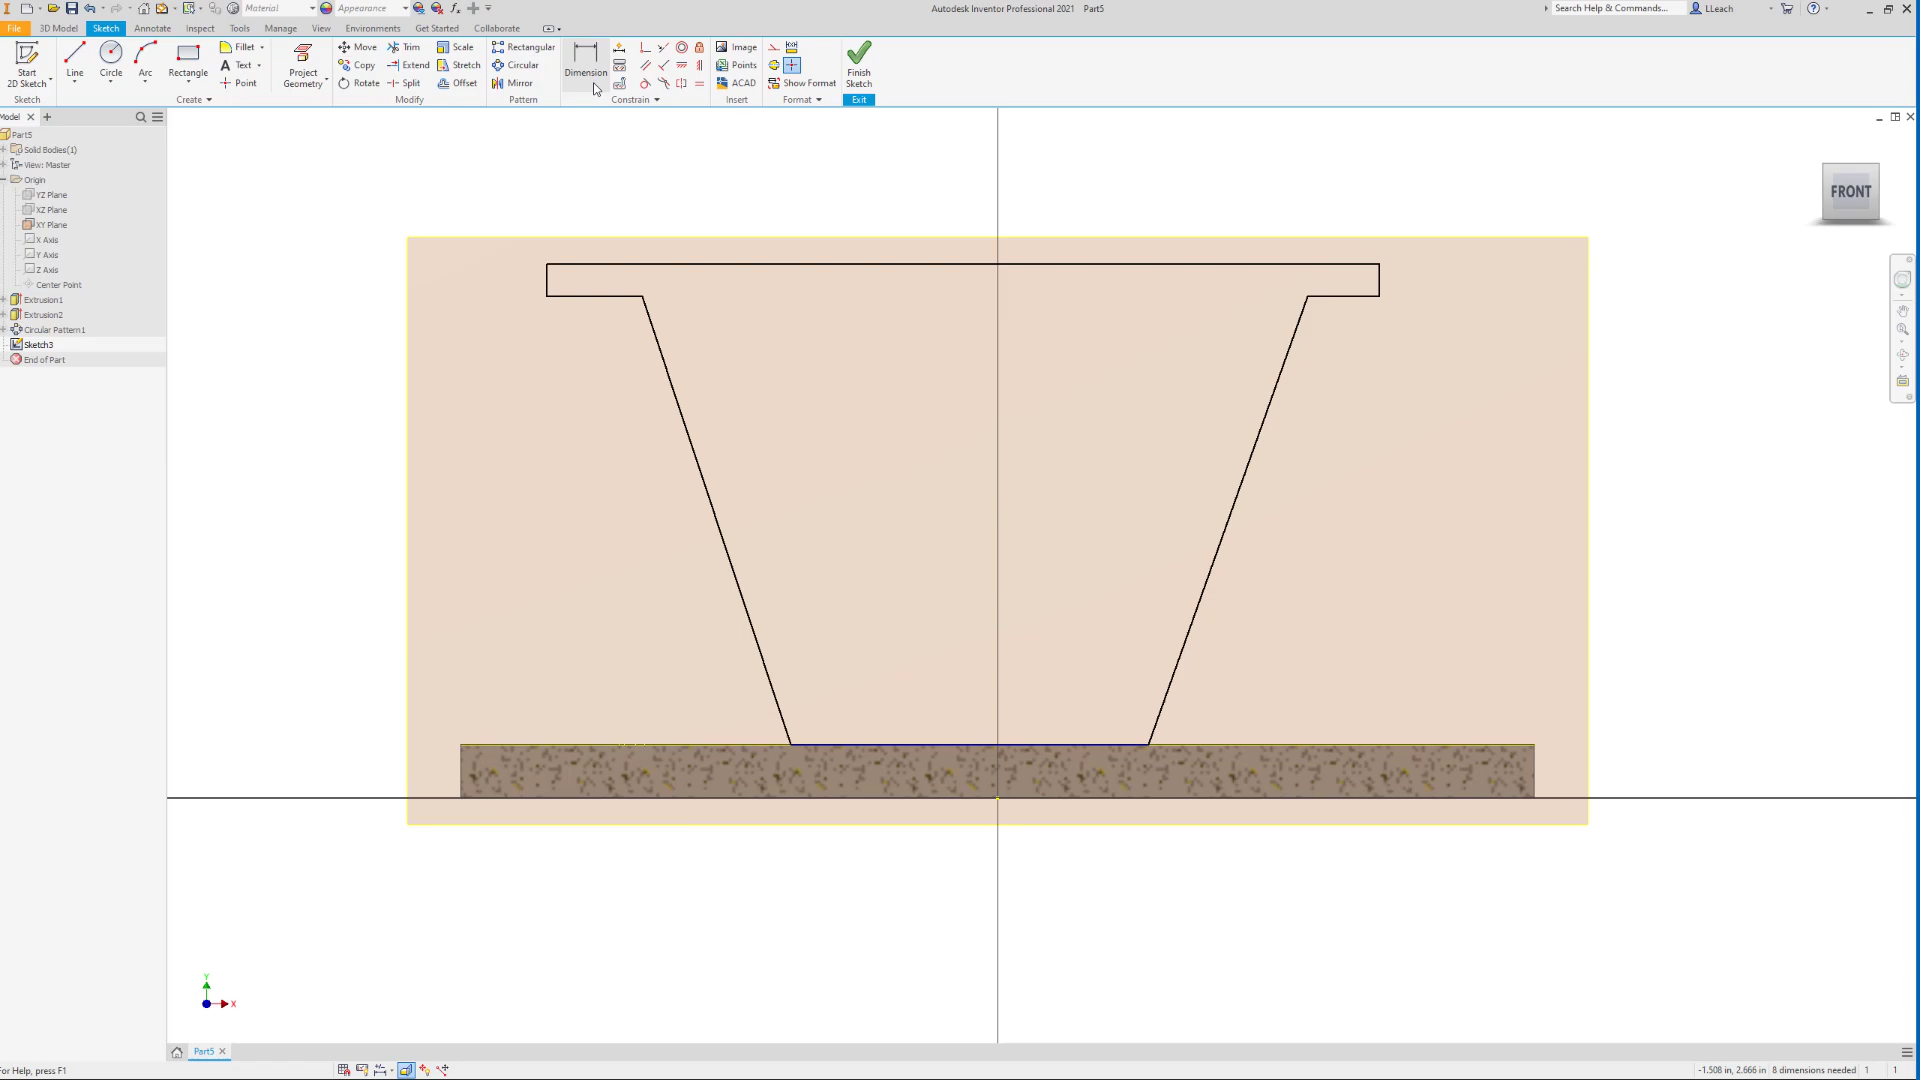 Material
Appearance
Autodesk Inventor Professional 2021 Part5
Search Help & Commands...
LLeach
File
3D Model
Sketch
Annotate
Inspect
Tools
Manage
View
Environments
Get Started
Collaborate
Start
2D Sketch
Line
Circle
Arc
Rectangle
Fillet
Text
Point
Project
Geometry
Move
Copy
Rotate
Trim
Extend
Split
Scale
Stretch
Offset
Rectangular
Circular
Mirror
Dimension
Image
Points
ACAD
Show Format
Finish
Sketch
Sketch
Create
Modify
Pattern
Constrain
Insert
Format
Exit
Model
Part5
Solid Bodies(1)
View: Master
Origin
YZ Plane
XZ Plane
XY Plane
X Axis
Y Axis
Z Axis
Center Point
Extrusion1
Extrusion2
Circular Pattern1
Sketch3
End of Part
FRONT
Y
X
Part5
For Help, press F1
-1.508 in, 2.666 in 8 dimensions needed 1 1